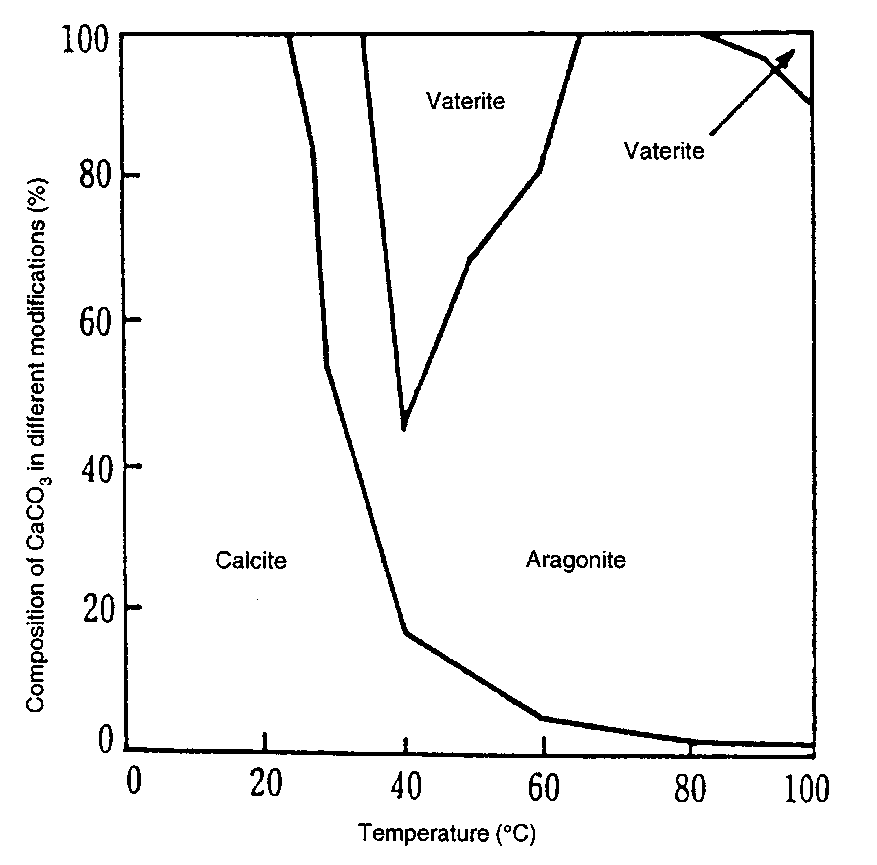 100
Vaterite
Vaterite
80
60
40
Calcite
Aragonite
20
0
0 20 40 60 80 100
Temperature (°C)
Composition of CaCO₃ in different modifications (%)